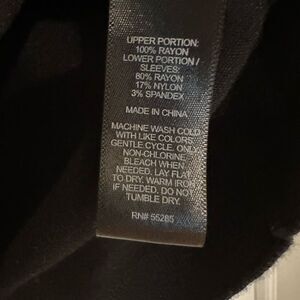 UPPER PORTION:
100% RAYON
LOWER PORTION /
SLEEVES:
80% RAYON
17% NYLON
3% SPANDEX
MADE IN CHINA
MACHINE WASH COLD
WITH LIKE COLORS
GENTLE CYCLE. ONLY
NON-CHLORINE
BLEACH WHEN
NEEDED. LAY FLAT
TO DRY. WARM IRON
IF NEEDED. DO NOT
TUMBLE DRY.
RN# 55285